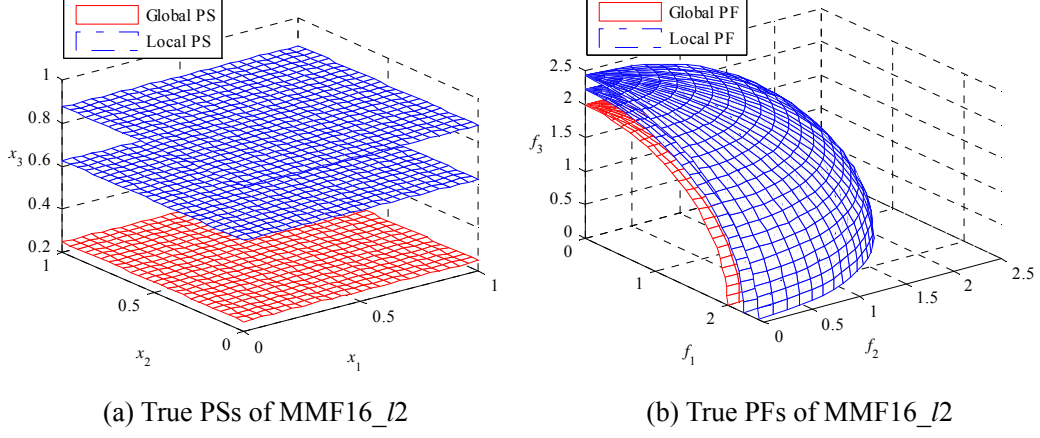 Global PS
Local PS
1
0.8
x3
0.6
0.4
0.2
1
0.5
0
x2
0
0.5
1
x1
(a) True PSs of MMF16_l2
Global PF
Local PF
2.5
2
1.5
f3
1
0.5
0
0
1
2
f1
0
0.5
1
1.5
2
2.5
f2
(b) True PFs of MMF16_l2